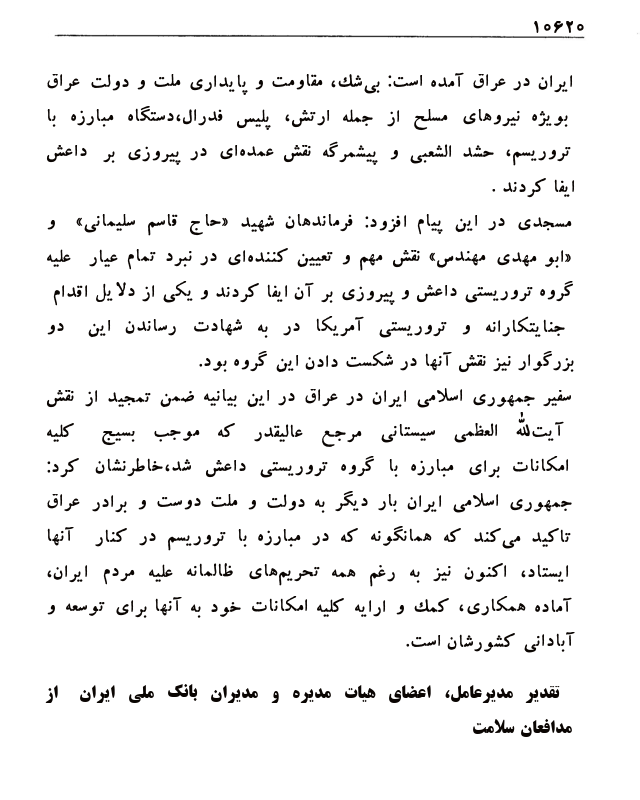 ۱۰۶۲۰
ایران در عراق آمده است: بی‌شك، مقاومت و پایداری ملت و دولت عراق
بویژه نیروهای مسلح از جمله ارتش، پلیس فدرال،دستگاه مبارزه با
تروریسم، حشد الشعبی و پیشمرگه نقش عمده‌ای در پیروزی بر داعش
ایفا کردند .
مسجدی در این پیام افزود: فرماندهان شهید «حاج قاسم سلیمانی» و
«ابو مهدی مهندس» نقش مهم و تعیین کننده‌ای در نبرد تمام عیار علیه
گروه تروریستی داعش و پیروزی بر آن ایفا کردند و یکی از دلایل اقدام
جنایتکارانه و تروریستی آمریکا در به شهادت رساندن این دو
بزرگوار نیز نقش آنها در شکست دادن این گروه بود.
سفیر جمهوری اسلامی ایران در عراق در این بیانیه ضمن تمجید از نقش
آیت‌الله العظمی سیستانی مرجع عالیقدر که موجب بسیج کلیه
امکانات برای مبارزه با گروه تروریستی داعش شد،خاطرنشان کرد:
جمهوری اسلامی ایران بار دیگر به دولت و ملت دوست و برادر عراق
تاکید می‌کند که همانگونه که در مبارزه با تروریسم در کنار آنها
ایستاد، اکنون نیز به رغم همه تحریم‌های ظالمانه علیه مردم ایران،
آماده همکاری، کمك و ارایه کلیه امکانات خود به آنها برای توسعه و
آبادانی کشورشان است.
تقدیر مدیرعامل، اعضای هیات مدیره و مدیران بانک ملی ایران از
مدافعان سلامت